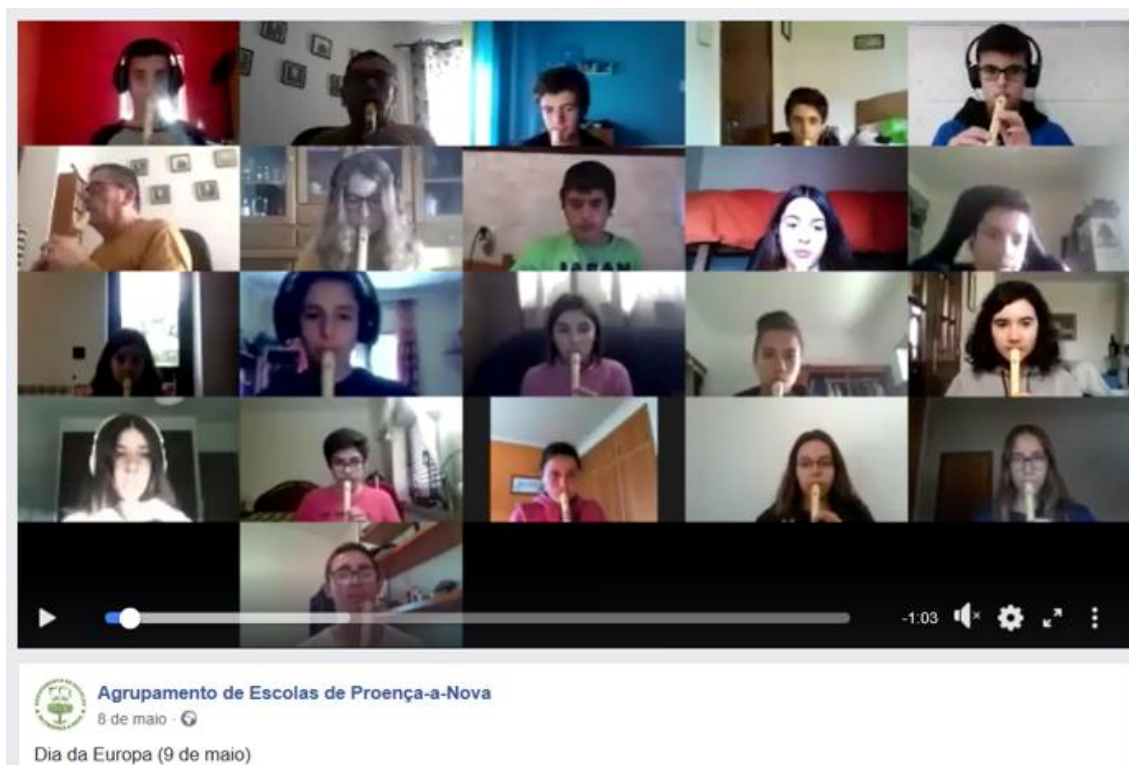 -1:03
Agrupamento de Escolas de Proença-a-Nova
8 de maio ·
Dia da Europa (9 de maio)